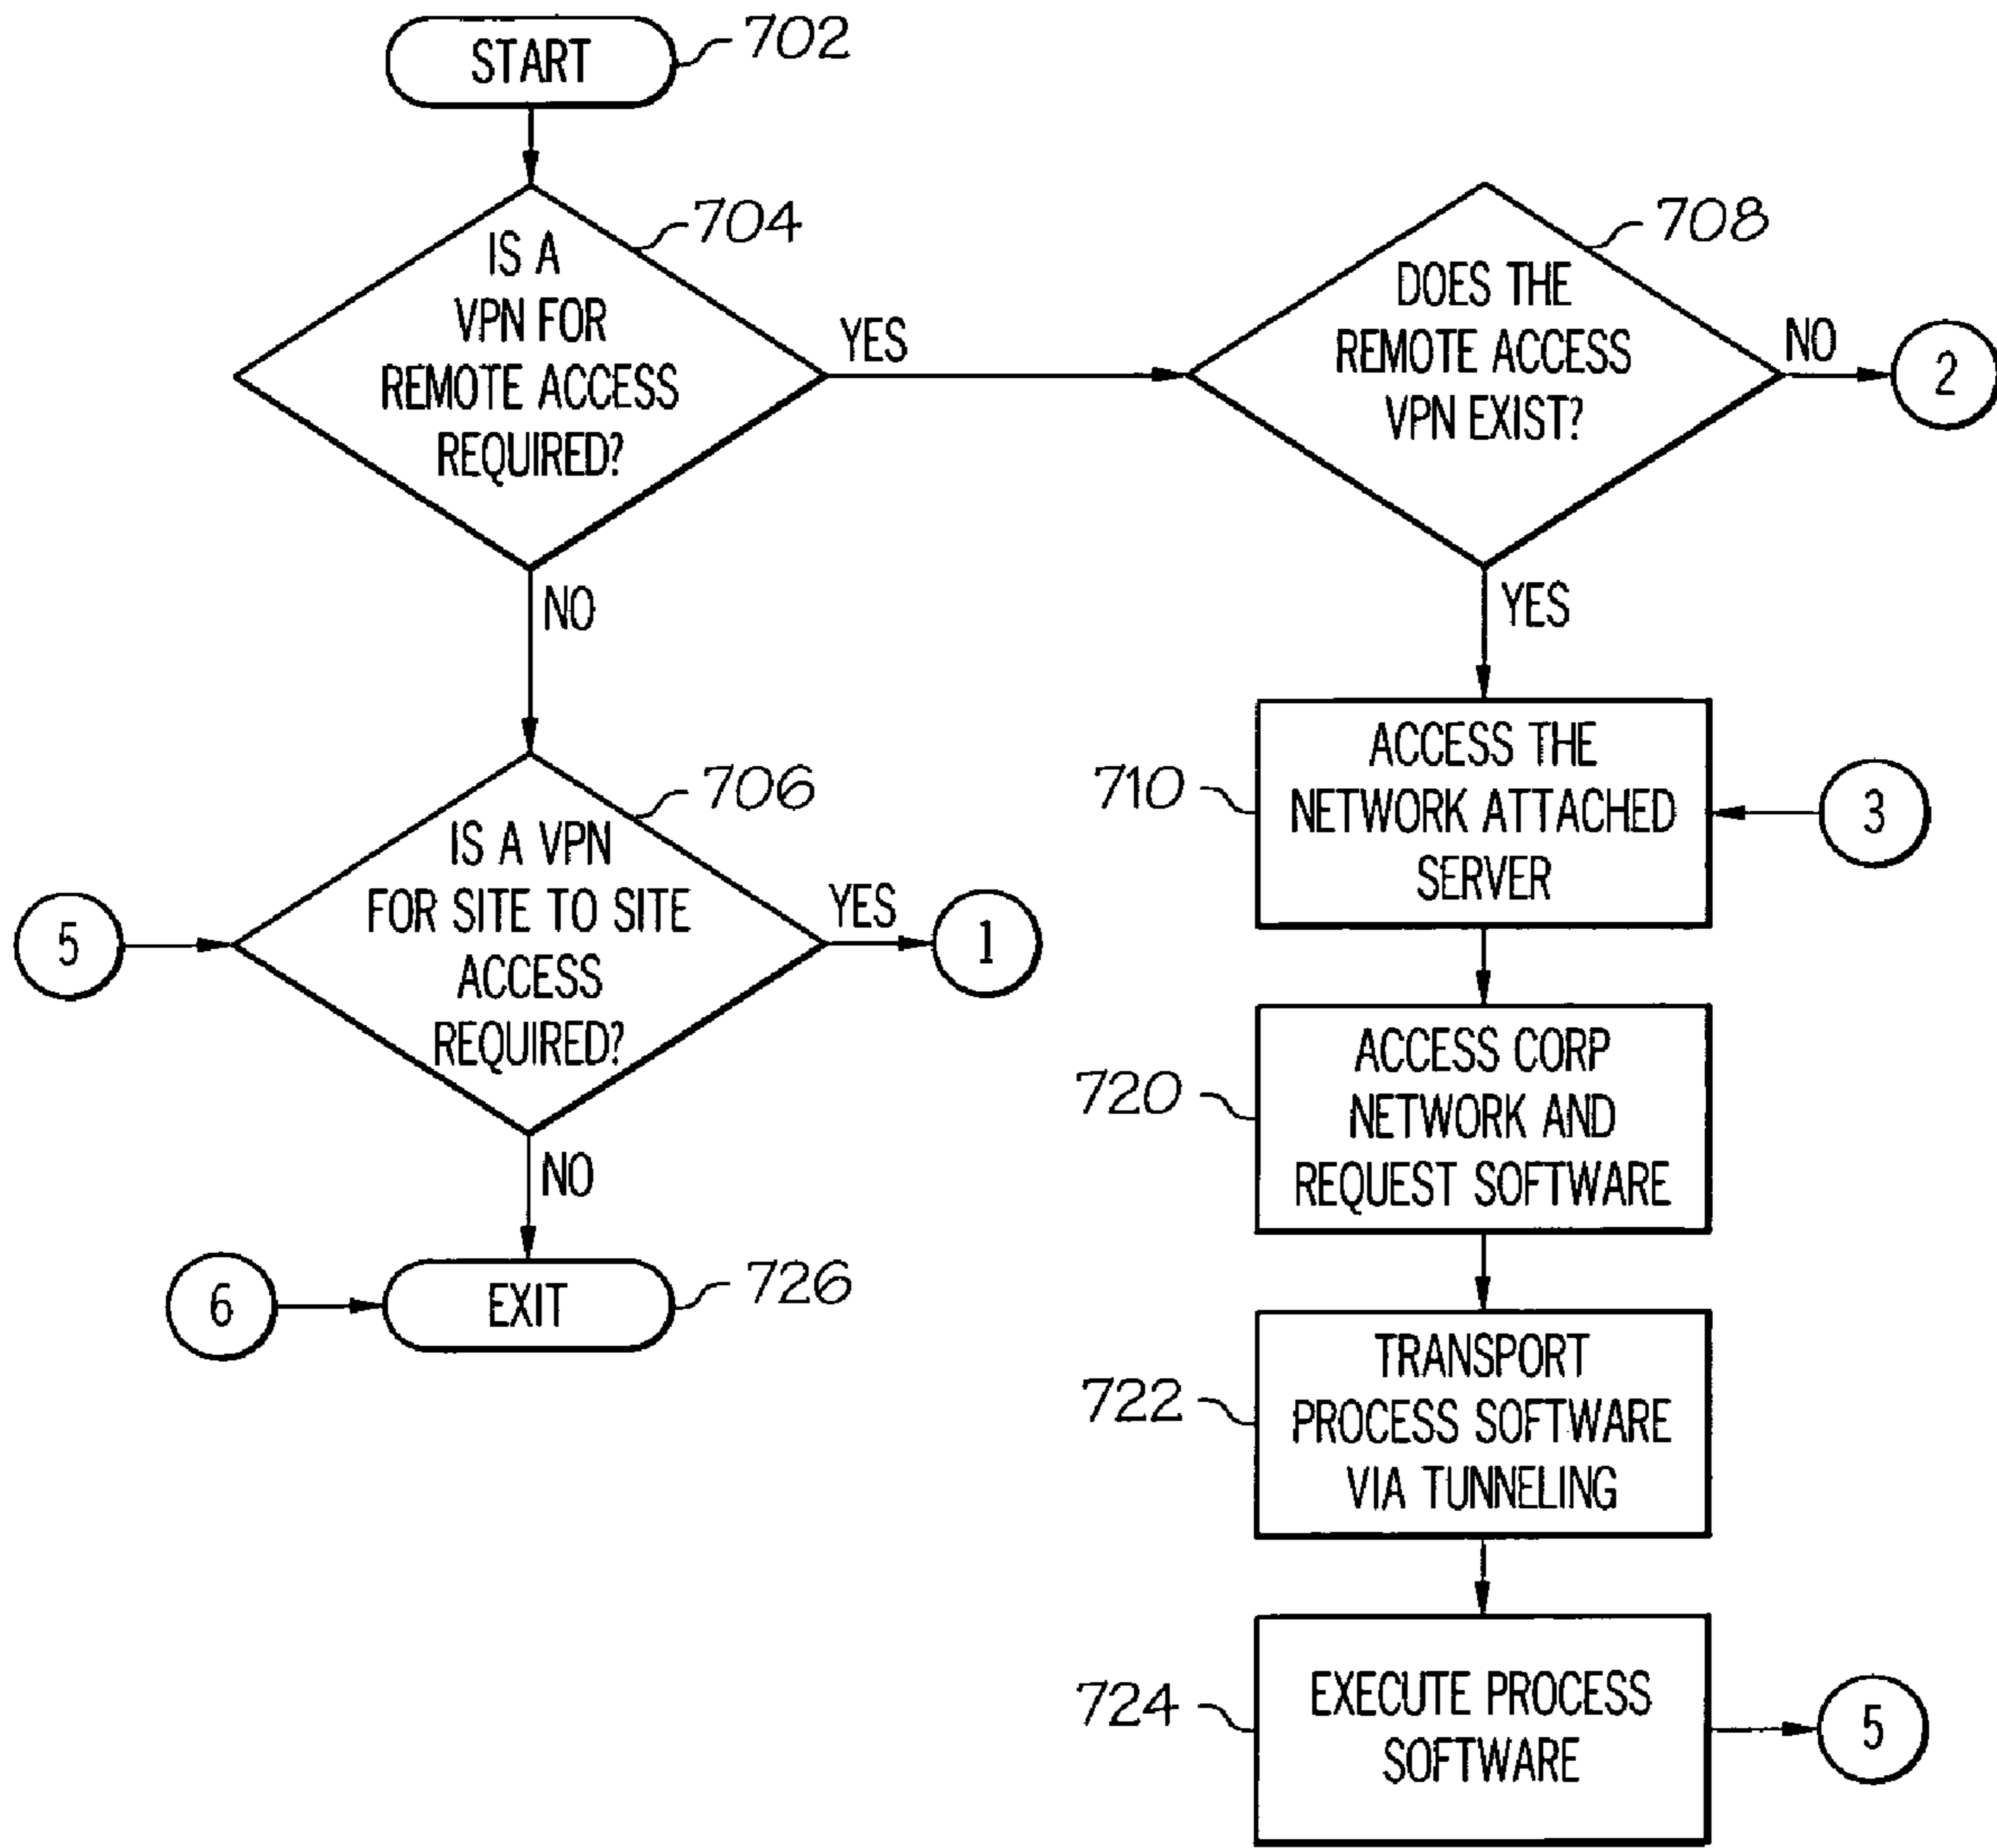 START
702
IS A
VPN FOR
REMOTE ACCESS
REQUIRED?
704
YES
NO
DOES THE
REMOTE ACCESS
VPN EXIST?
708
NO
2
YES
IS A VPN
FOR SITE TO SITE
ACCESS
REQUIRED?
706
5
YES
1
NO
6
EXIT
726
710
ACCESS THE
NETWORK ATTACHED
SERVER
3
720
ACCESS CORP
NETWORK AND
REQUEST SOFTWARE
722
TRANSPORT
PROCESS SOFTWARE
VIA TUNNELING
724
EXECUTE PROCESS
SOFTWARE
5